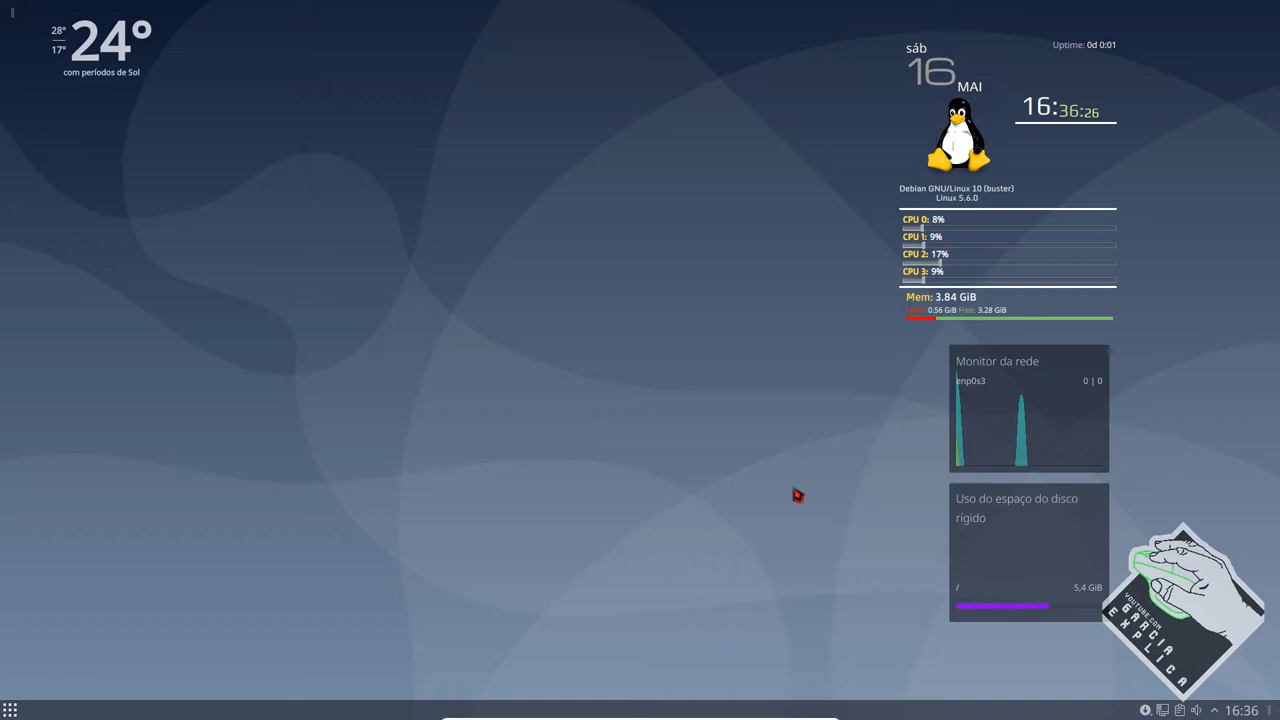 28°
17°
24°
com períodos de Sol
sáb
16
MAI
Uptime: 0d 0:01
16:36:26
Debian GNU/Linux 10 (buster)
Linux 5.6.0
CPU 0: 8%
CPU 1: 9%
CPU 2: 17%
CPU 3: 9%
Mem: 3.84 GiB
0.56 GiB Free: 3.28 GiB
Monitor da rede
enp0s3
0 | 0
Uso do espaço do disco
rígido
/
5,4 GiB
YOUTUBE.COM
GARCIA
EXPLICA
16:36